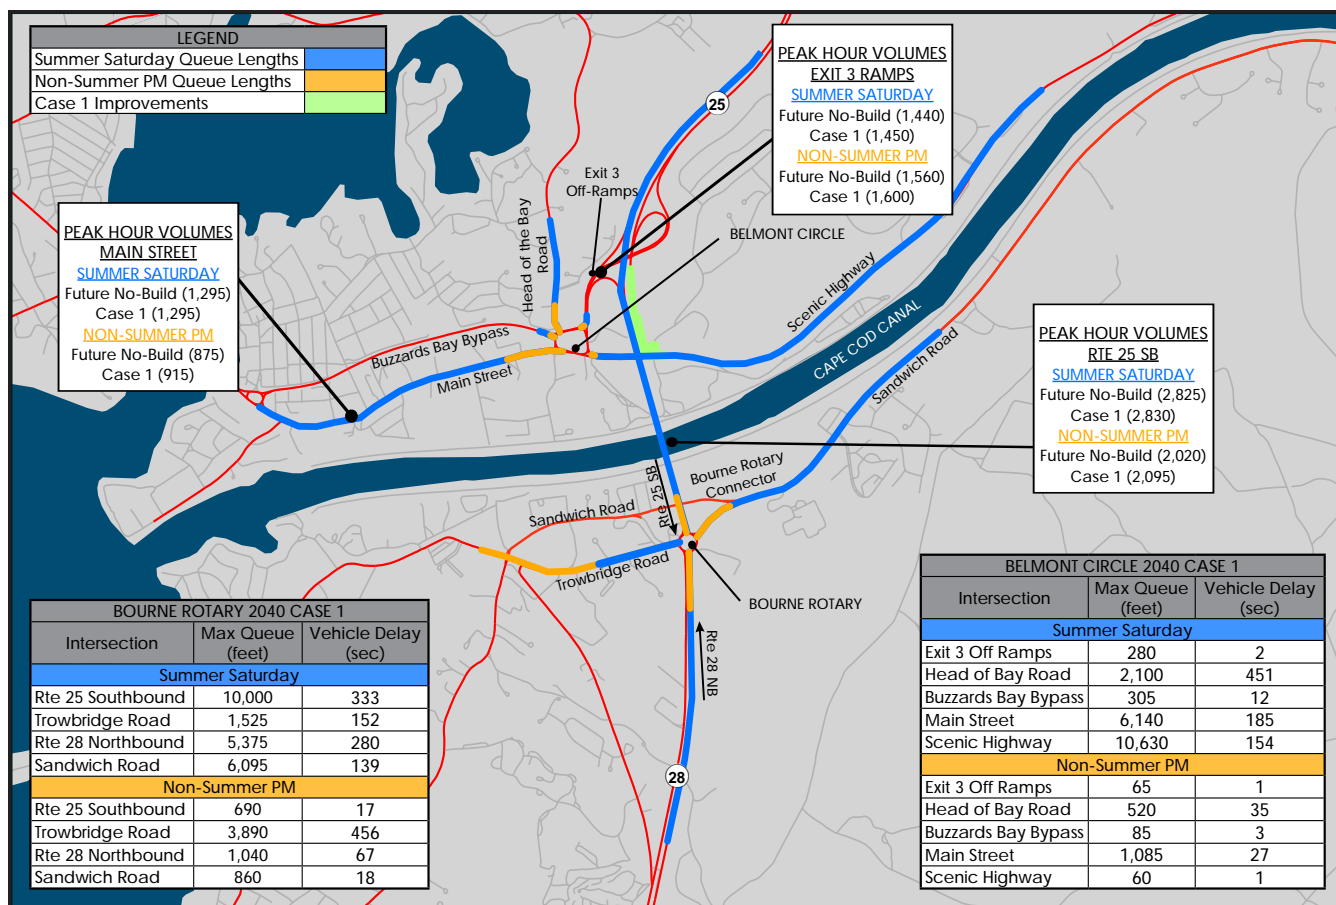 LEGEND
Summer Saturday Queue Lengths
Non-Summer PM Queue Lengths
Case 1 Improvements
PEAK HOUR VOLUMES
EXIT 3 RAMPS
SUMMER SATURDAY
Future No-Build (1,440)
Case 1 (1,450)
NON-SUMMER PM
Future No-Build (1,560)
Case 1 (1,600)
25
Exit 3
Off-Ramps
Head of the Bay
Road
BELMONT CIRCLE
PEAK HOUR VOLUMES
MAIN STREET
SUMMER SATURDAY
Future No-Build (1,295)
Case 1 (1,295)
NON-SUMMER PM
Future No-Build (875)
Case 1 (915)
Buzzards Bay Bypass
Main Street
Scenic Highway
CAPE COD CANAL
Sandwich Road
PEAK HOUR VOLUMES
RTE 25 SB
SUMMER SATURDAY
Future No-Build (2,825)
Case 1 (2,830)
NON-SUMMER PM
Future No-Build (2,020)
Case 1 (2,095)
Rte 25 SB
Bourne Rotary
Connector
Sandwich Road
Trowbridge Road
BOURNE ROTARY
Rte 28 NB
28
BOURNE ROTARY 2040 CASE 1
Intersection Max Queue (feet) Vehicle Delay (sec)
Summer Saturday
Rte 25 Southbound 10,000 333
Trowbridge Road 1,525 152
Rte 28 Northbound 5,375 280
Sandwich Road 6,095 139
Non-Summer PM
Rte 25 Southbound 690 17
Trowbridge Road 3,890 456
Rte 28 Northbound 1,040 67
Sandwich Road 860 18
BELMONT CIRCLE 2040 CASE 1
Intersection Max Queue (feet) Vehicle Delay (sec)
Summer Saturday
Exit 3 Off Ramps 280 2
Head of Bay Road 2,100 451
Buzzards Bay Bypass 305 12
Main Street 6,140 185
Scenic Highway 10,630 154
Non-Summer PM
Exit 3 Off Ramps 65 1
Head of Bay Road 520 35
Buzzards Bay Bypass 85 3
Main Street 1,085 27
Scenic Highway 60 1